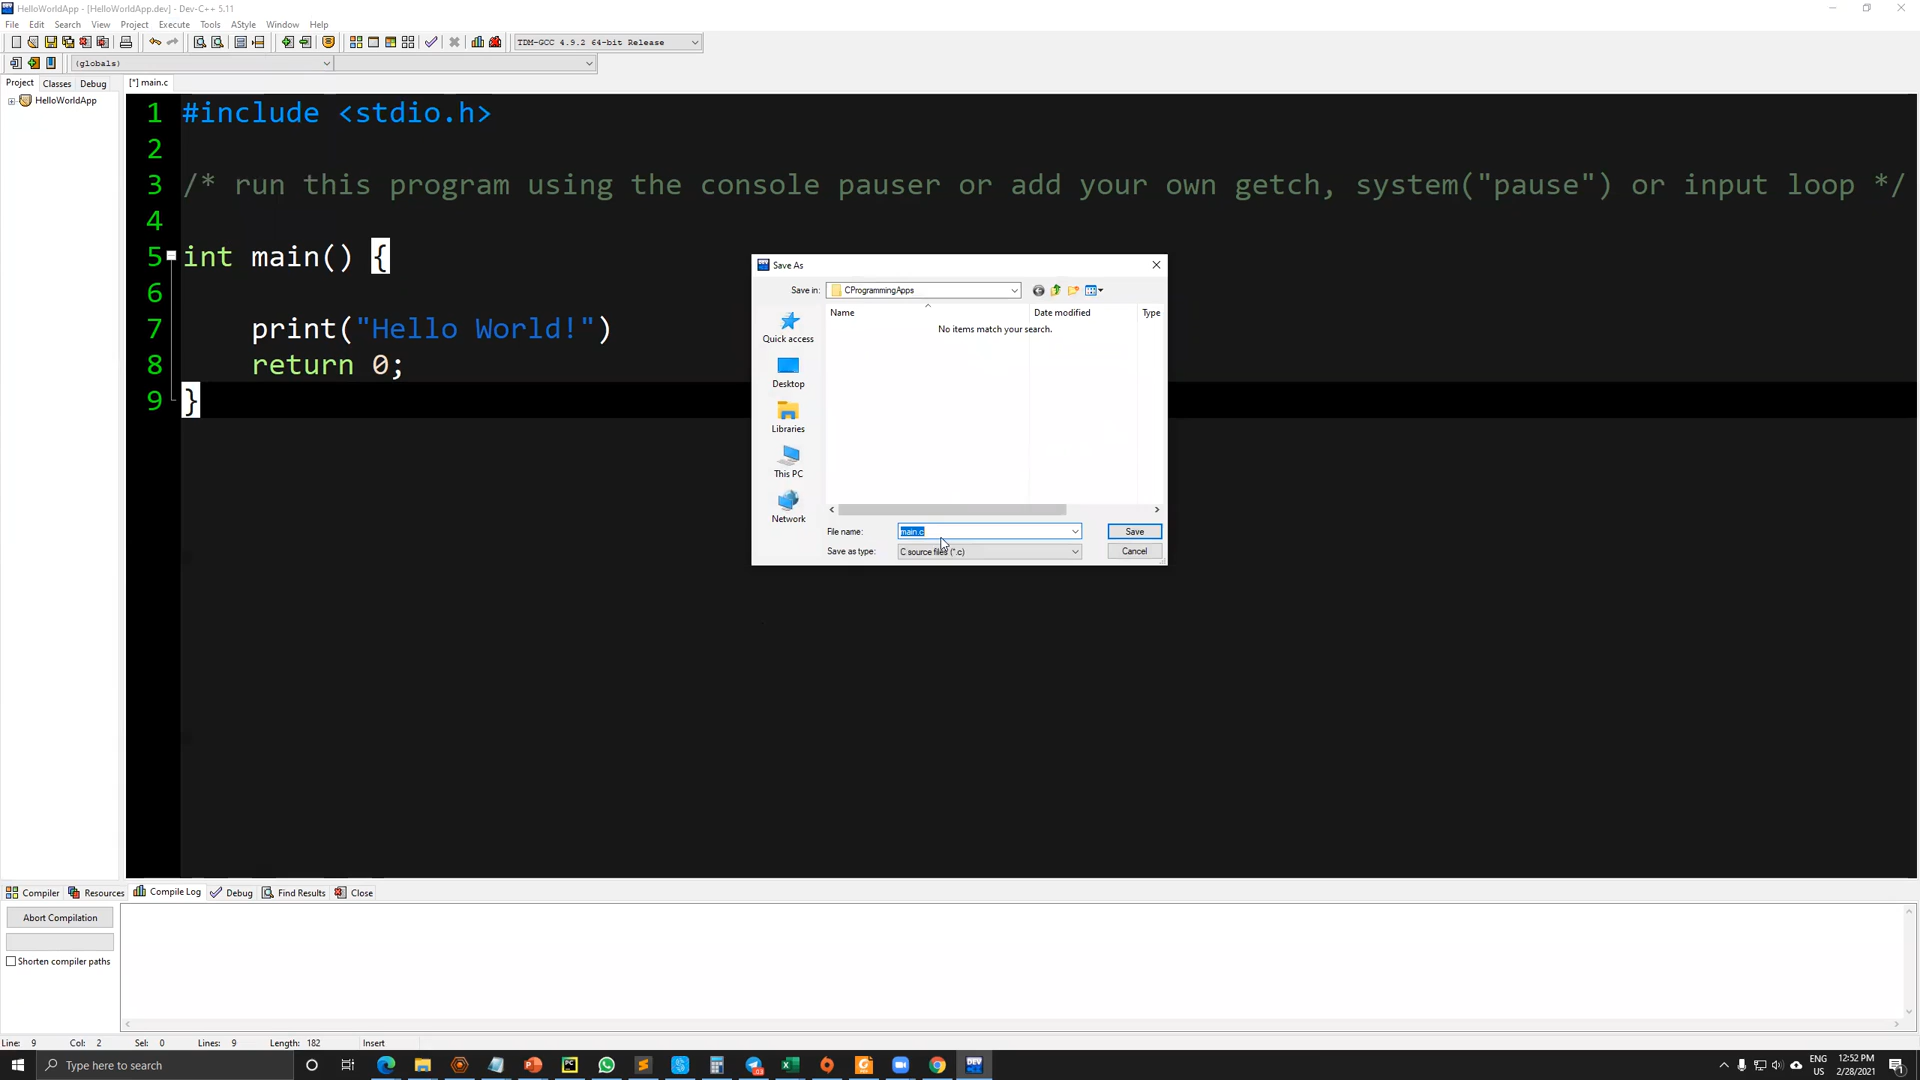 HelloWorldApp - [HelloWorldApp.dev] - Dev-C++ 5.11
File Edit Search View Project Execute Tools AStyle Window Help
TDM-GCC 4.9.2 64-bit Release
(globals)
Project Classes Debug [*] main.c
HelloWorldApp
1 #include <stdio.h>
2
3 /* run this program using the console pauser or add your own getch, system("pause") or input loop */
4
5 int main() {
6
7 print("Hello World!")
8 return 0;
9 }
Save As
Save in: CProgrammingApps
Name Date modified Type
No items match your search.
Quick access
Desktop
Libraries
This PC
Network
File name: main.c Save
Save as type: C source files (*.c) Cancel
Compiler Resources Compile Log Debug Find Results Close
Abort Compilation
Shorten compiler paths
Line: 9 Col: 2 Sel: 0 Lines: 9 Length: 182 Insert
Type here to search
ENG
US
12:52 PM
2/28/2021